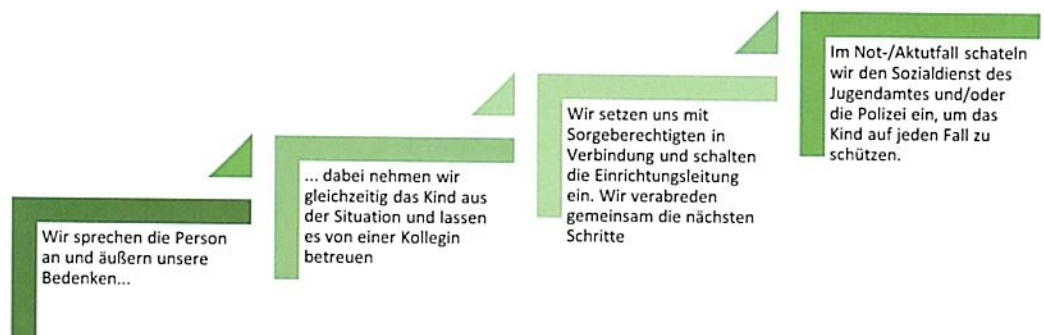 Wir sprechen die Person
an und äußern unsere
Bedenken...
... dabei nehmen wir
gleichzeitig das Kind aus
der Situation und lassen
es von einer Kollegin
betreuen
Wir setzen uns mit
Sorgeberechtigten in
Verbindung und schalten
die Einrichtungsleitung
ein. Wir verabreden
gemeinsam die nächsten
Schritte
Im Not-/Aktutfall schateln
wir den Sozialdienst des
Jugendamtes und/oder
die Polizei ein, um das
Kind auf jeden Fall zu
schützen.